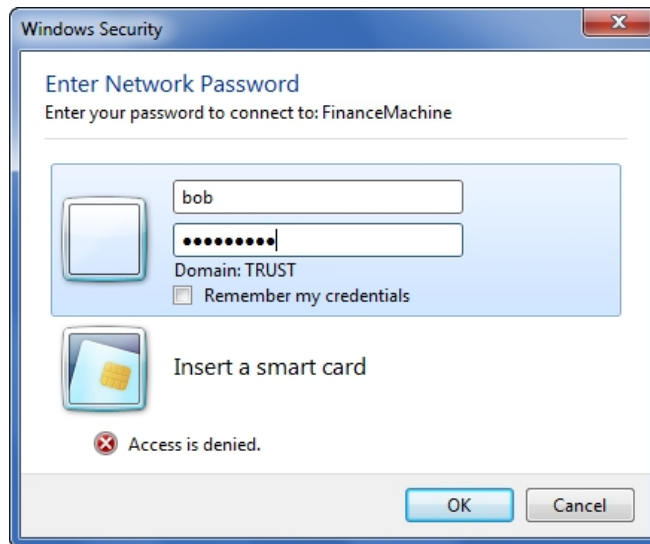 Windows Security
Enter Network Password
Enter your password to connect to: FinanceMachine
bob
●●●●●●●●●
Domain: TRUST
Remember my credentials
Insert a smart card
Access is denied.
OK
Cancel